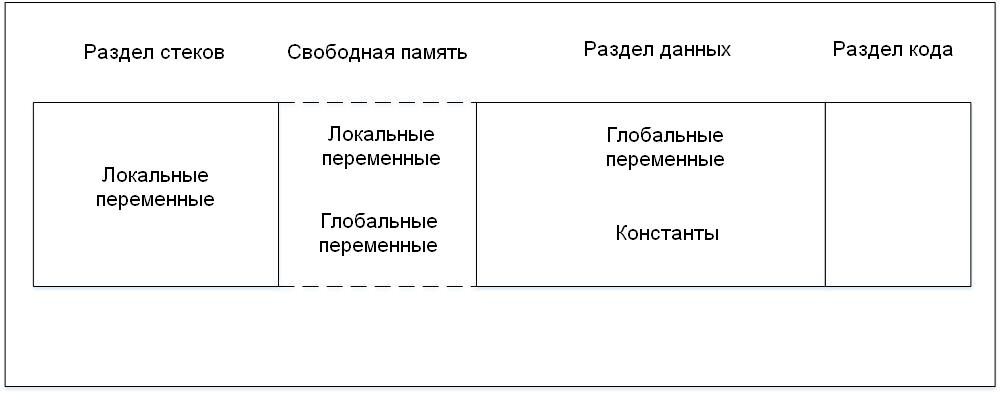 Раздел стеков
Свободная память
Раздел данных
Раздел кода
Локальные
переменные
Локальные
переменные
Глобальные
переменные
Глобальные
переменные
Константы